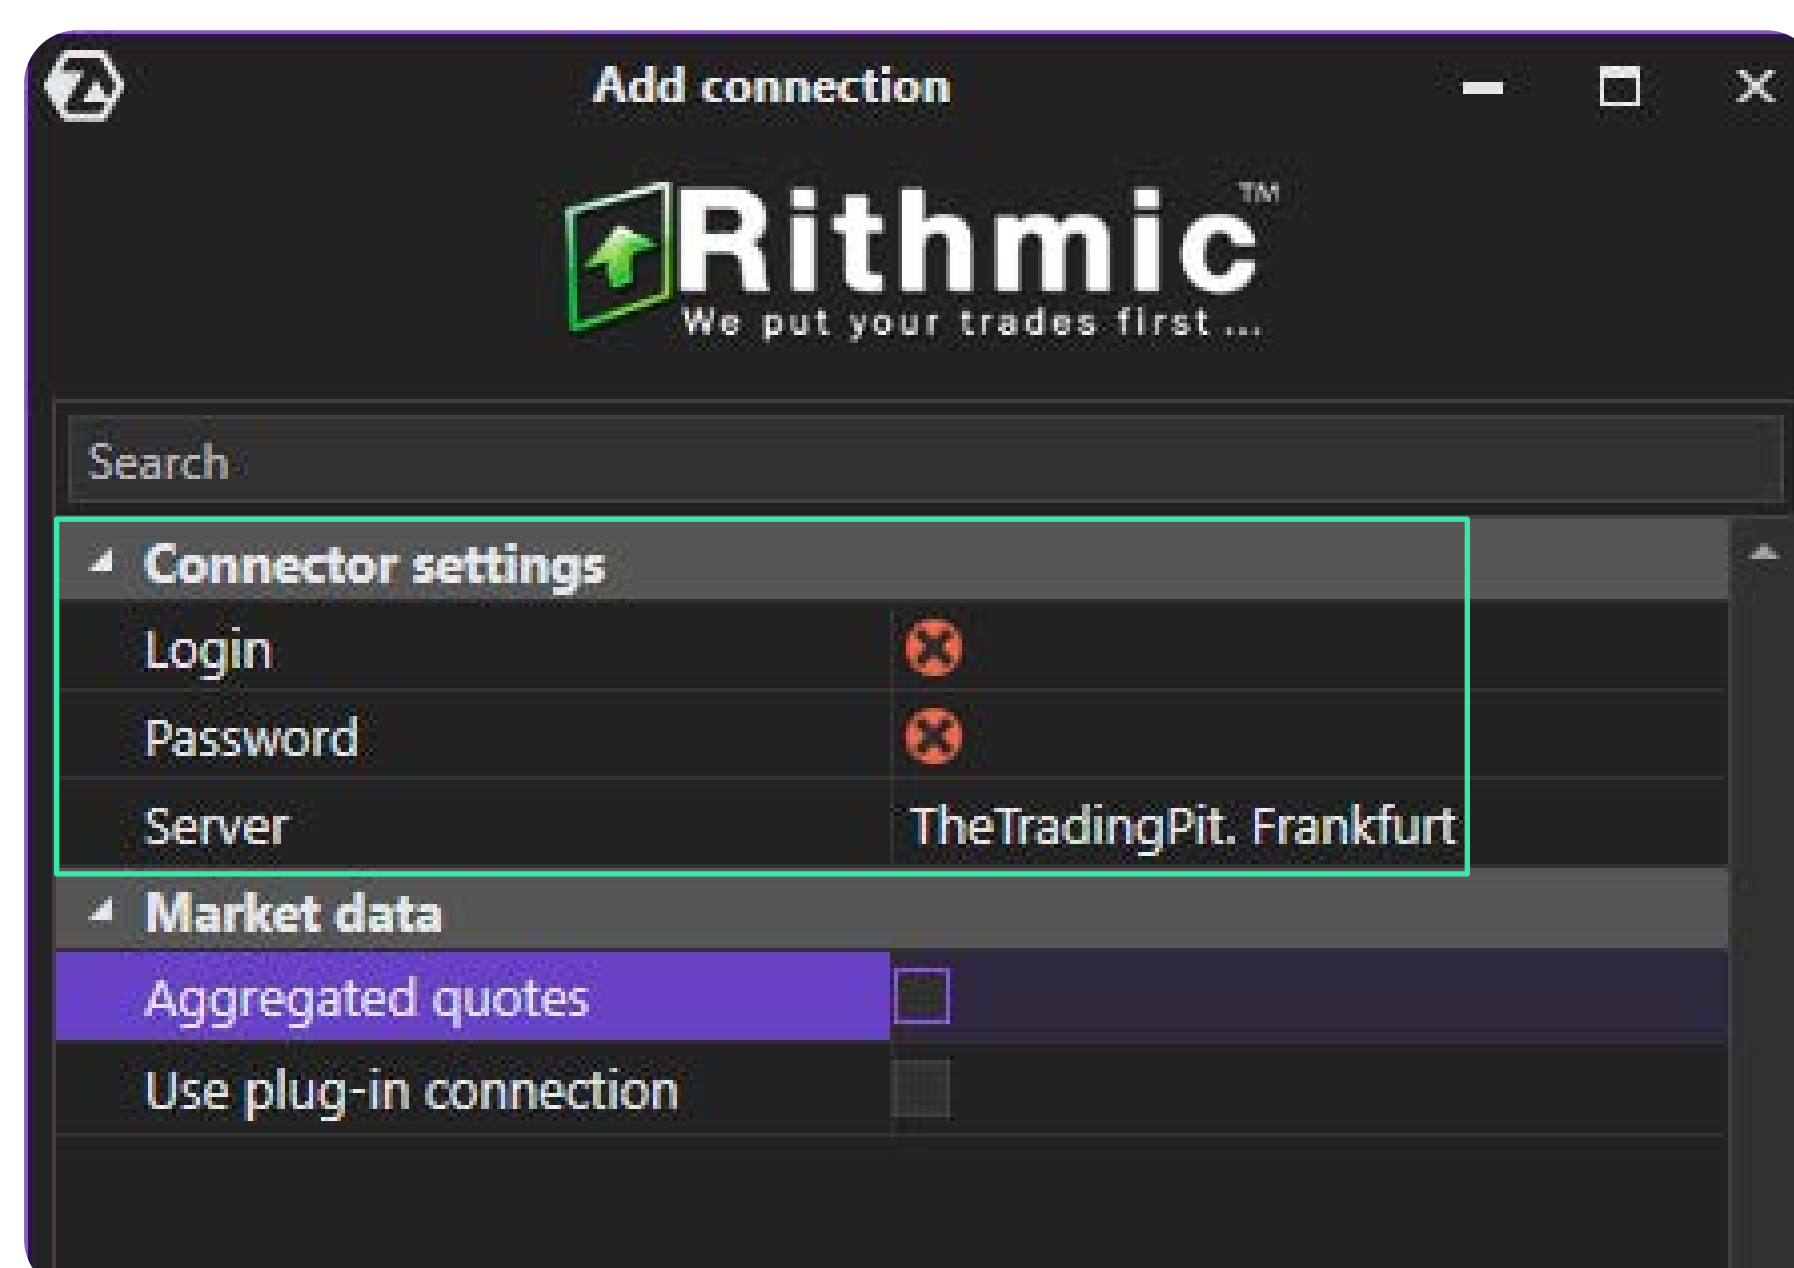 Add connection
Rithmic™
We put your trades first ...
Search
Connector settings
Login
Password
Server TheTradingPit. Frankfurt
Market data
Aggregated quotes
Use plug-in connection